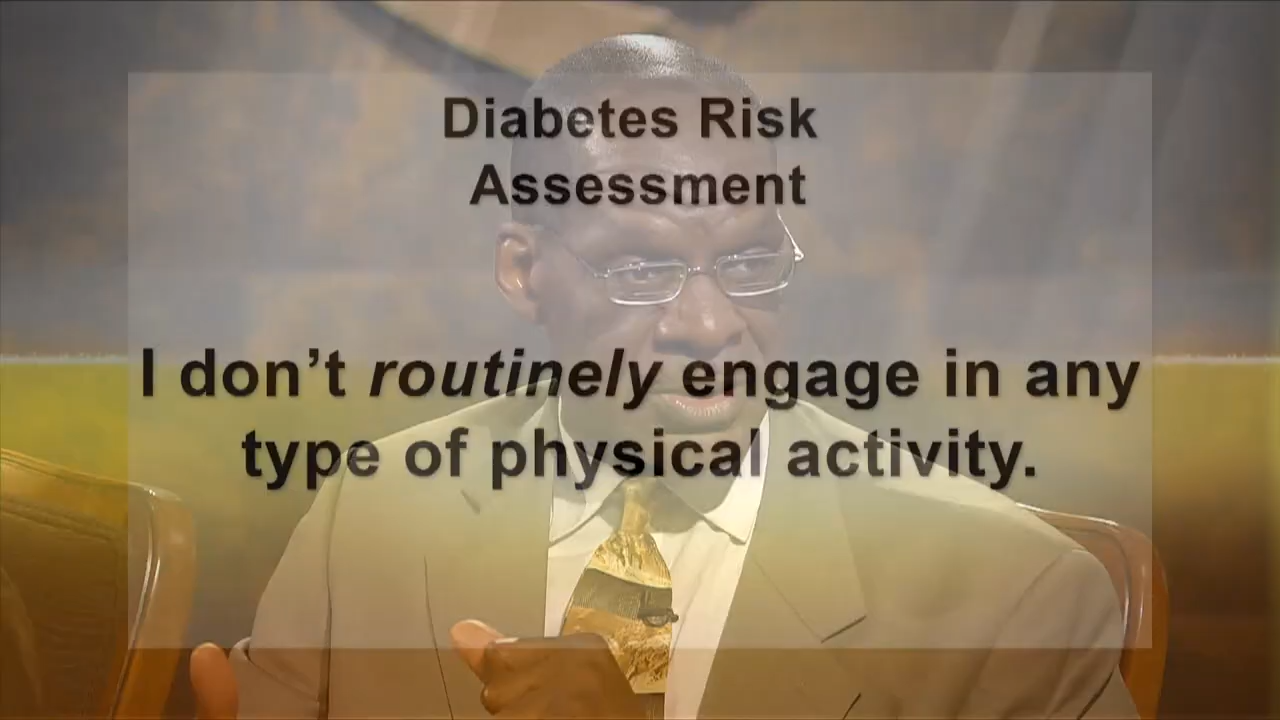 Diabetes Risk
Assessment
I don’t routinely engage in any
type of physical activity.